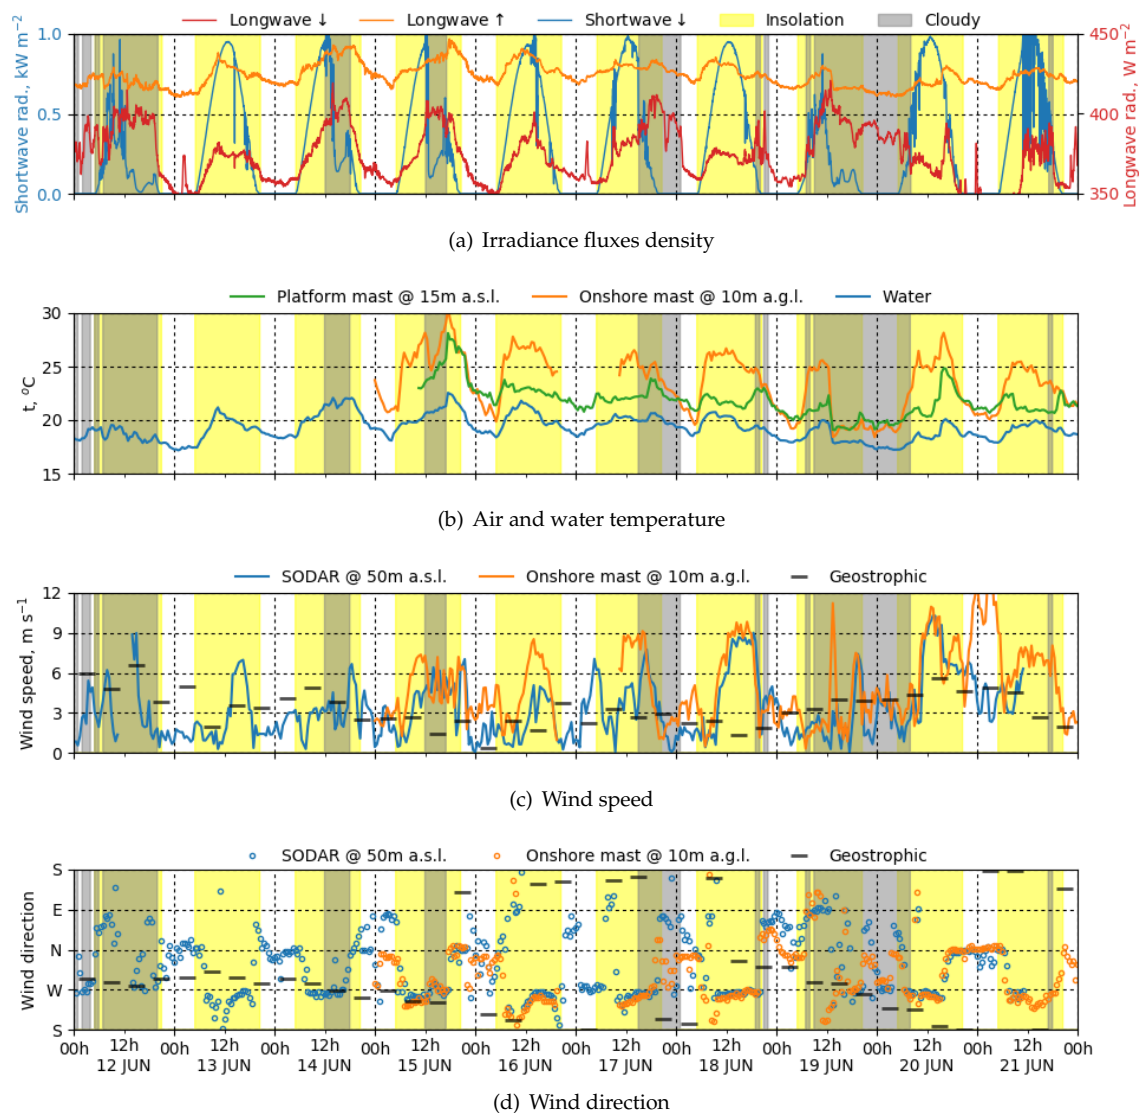 Longwave ↓ Longwave ↑ Shortwave ↓ Insolation Cloudy
Shortwave rad., kW m−2
1.0
0.5
0.0
450
400
350
Longwave rad., W m−2
(a) Irradiance fluxes density
Platform mast @ 15m a.s.l. Onshore mast @ 10m a.g.l. Water
t, °C
30
25
20
15
(b) Air and water temperature
SODAR @ 50m a.s.l. Onshore mast @ 10m a.g.l. Geostrophic
Wind speed, m s−1
12
9
6
3
0
(c) Wind speed
SODAR @ 50m a.s.l. Onshore mast @ 10m a.g.l. Geostrophic
Wind direction
S
E
N
W
S
00h 12h 00h 12h 00h 12h 00h 12h 00h 12h 00h 12h 00h 12h 00h 12h 00h 12h 00h 12h 00h
12 JUN 13 JUN 14 JUN 15 JUN 16 JUN 17 JUN 18 JUN 19 JUN 20 JUN 21 JUN
(d) Wind direction